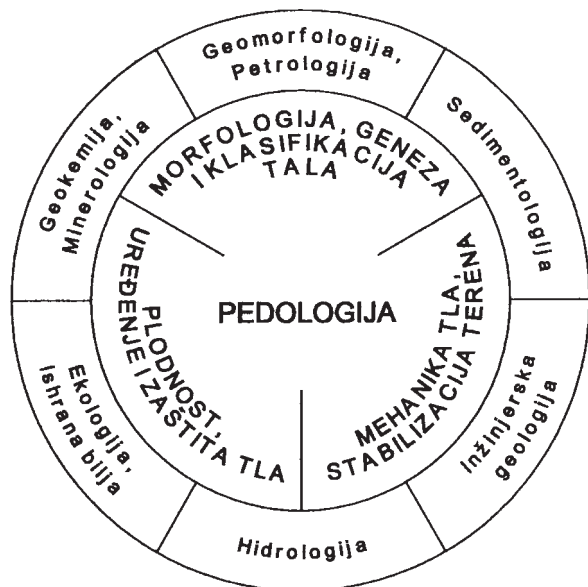 Geomorfologija,
Petrologija
Sedimentologija
Inžinjerska
geologija
Hidrologija
Ekologija,
Ishrana bilja
Geokemija,
Minerologija
MORFOLOGIJA, GENEZA
I KLASIFIKACIJA
TALA
MEHANIKA TLA,
STABILIZACIJA TERENA
PLODNOST,
UREĐENJE I ZAŠTITA TLA
PEDOLOGIJA